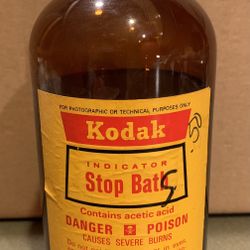 FOR PHOTOGRAPHIC OR TECHNICAL PURPOSES ONLY
Kodak
INDICATOR
Stop Bath
Contains acetic acid
DANGER POISON
CAUSES SEVERE BURNS